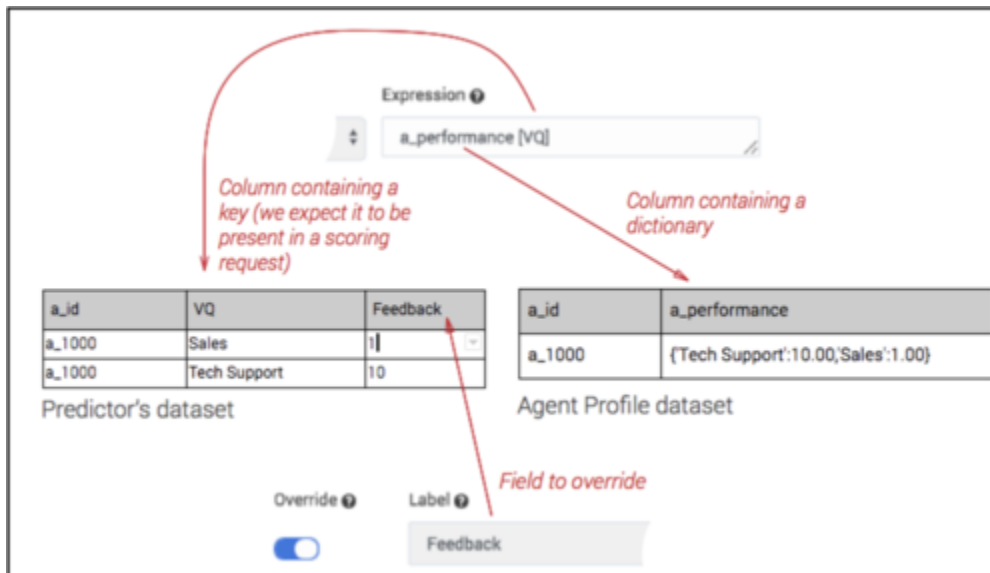 Expression
a_performance [VQ]
Column containing a
key (we expect it to be
present in a scoring
request)
Column containing a
dictionary
a_id VQ Feedback
a_1000 Sales 1
a_1000 Tech Support 10
Predictor's dataset
a_id a_performance
a_1000 {'Tech Support':10.00,'Sales':1.00}
Agent Profile dataset
Field to override
Override Label
Feedback